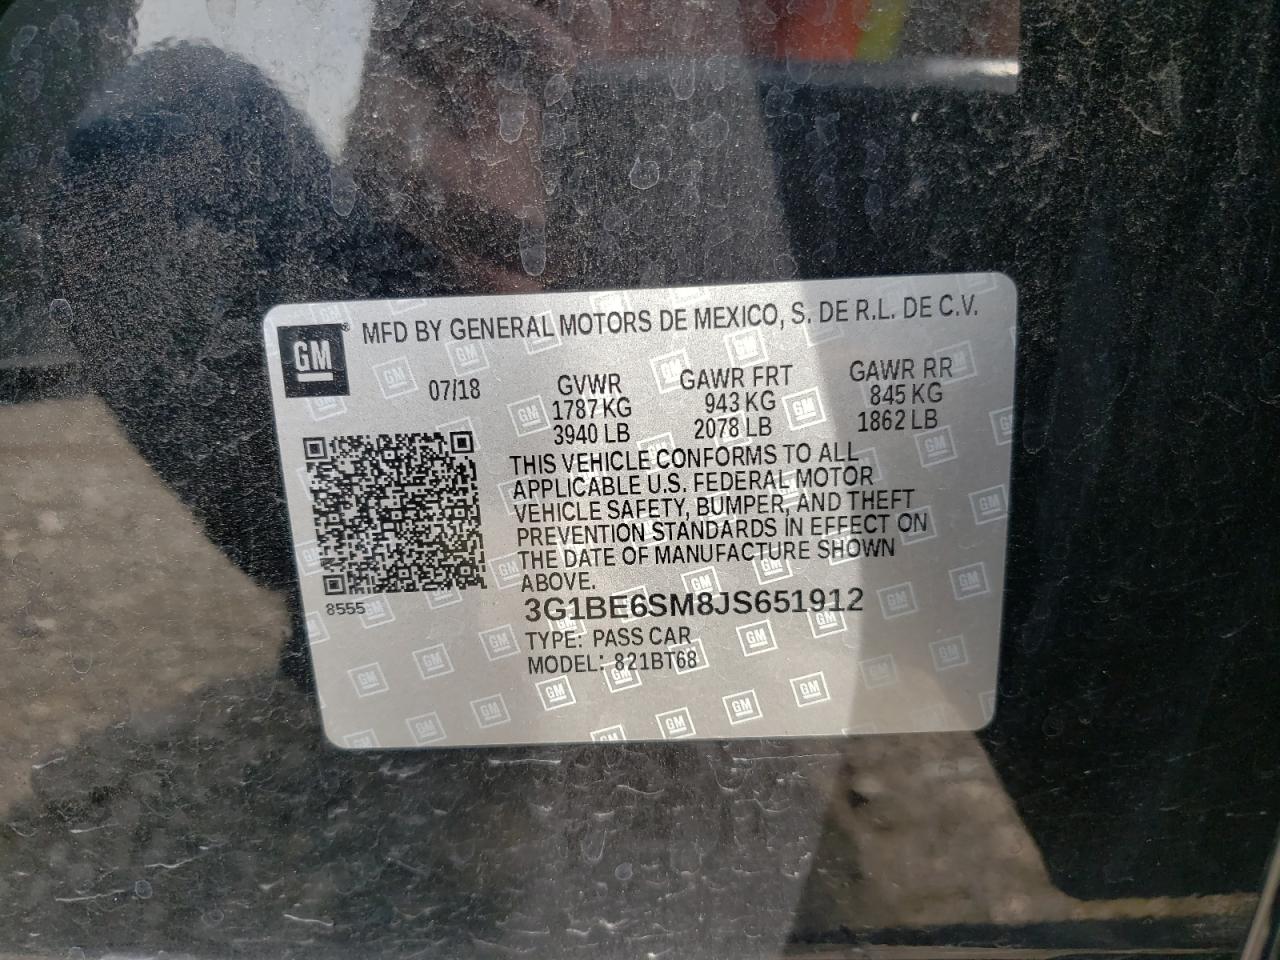 GM®
MFD BY GENERAL MOTORS DE MEXICO, S. DE R.L. DE C.V.
07/18 GVWR GAWR FRT GAWR RR
1787 KG 943 KG 845 KG
3940 LB 2078 LB 1862 LB
THIS VEHICLE CONFORMS TO ALL
APPLICABLE U.S. FEDERAL MOTOR
VEHICLE SAFETY, BUMPER, AND THEFT
PREVENTION STANDARDS IN EFFECT ON
THE DATE OF MANUFACTURE SHOWN
ABOVE.
8555
3G1BE6SM8JS651912
TYPE: PASS CAR
MODEL: 821BT68